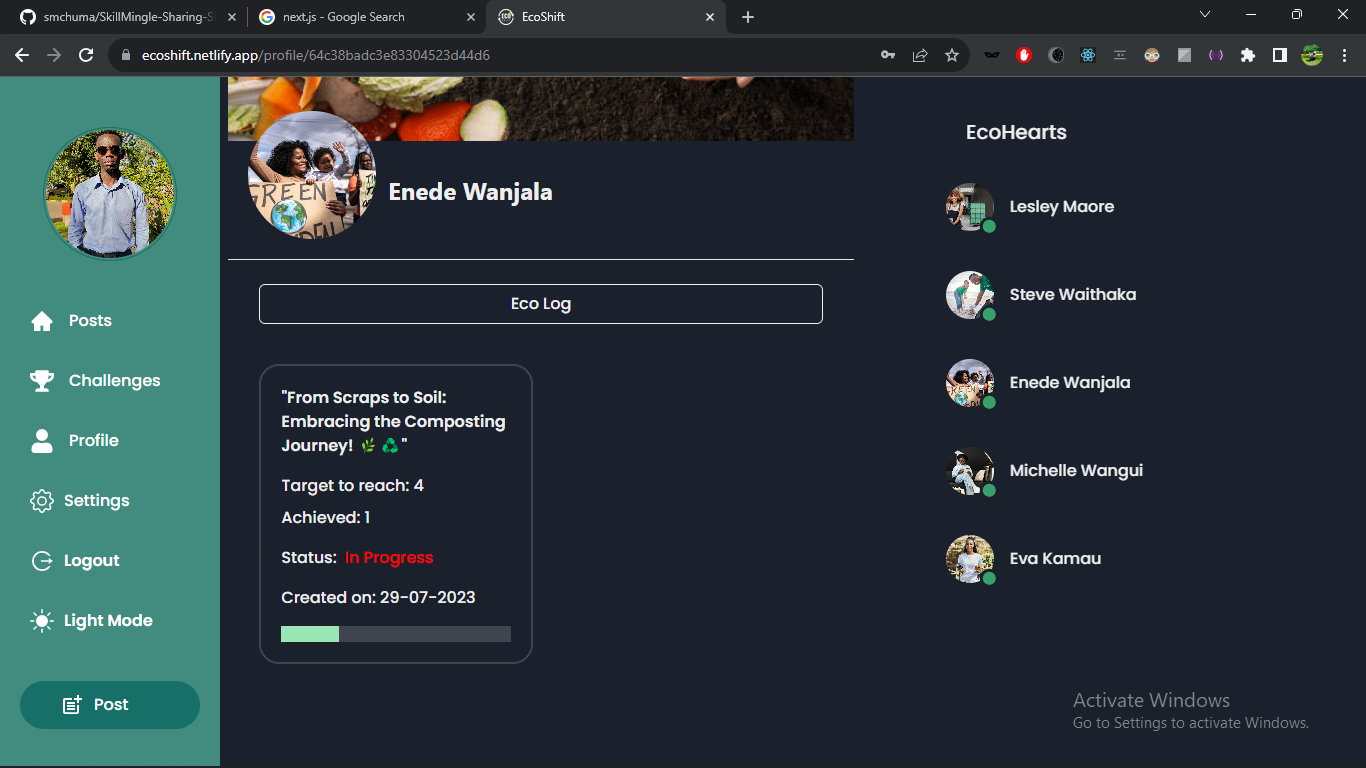 smchuma/SkillMingle-Sharing-S
next.js - Google Search
EcoShift
ecoshift.netlify.app/profile/64c38badc3e83304523d44d6
Posts
Challenges
Profile
Settings
Logout
Light Mode
Post
GREEN
Enede Wanjala
Eco Log
"From Scraps to Soil:
Embracing the Composting
Journey! 🌿 ♻️"
Target to reach: 4
Achieved: 1
Status: In Progress
Created on: 29-07-2023
EcoHearts
Lesley Maore
Steve Waithaka
Enede Wanjala
Michelle Wangui
Eva Kamau
Activate Windows
Go to Settings to activate Windows.